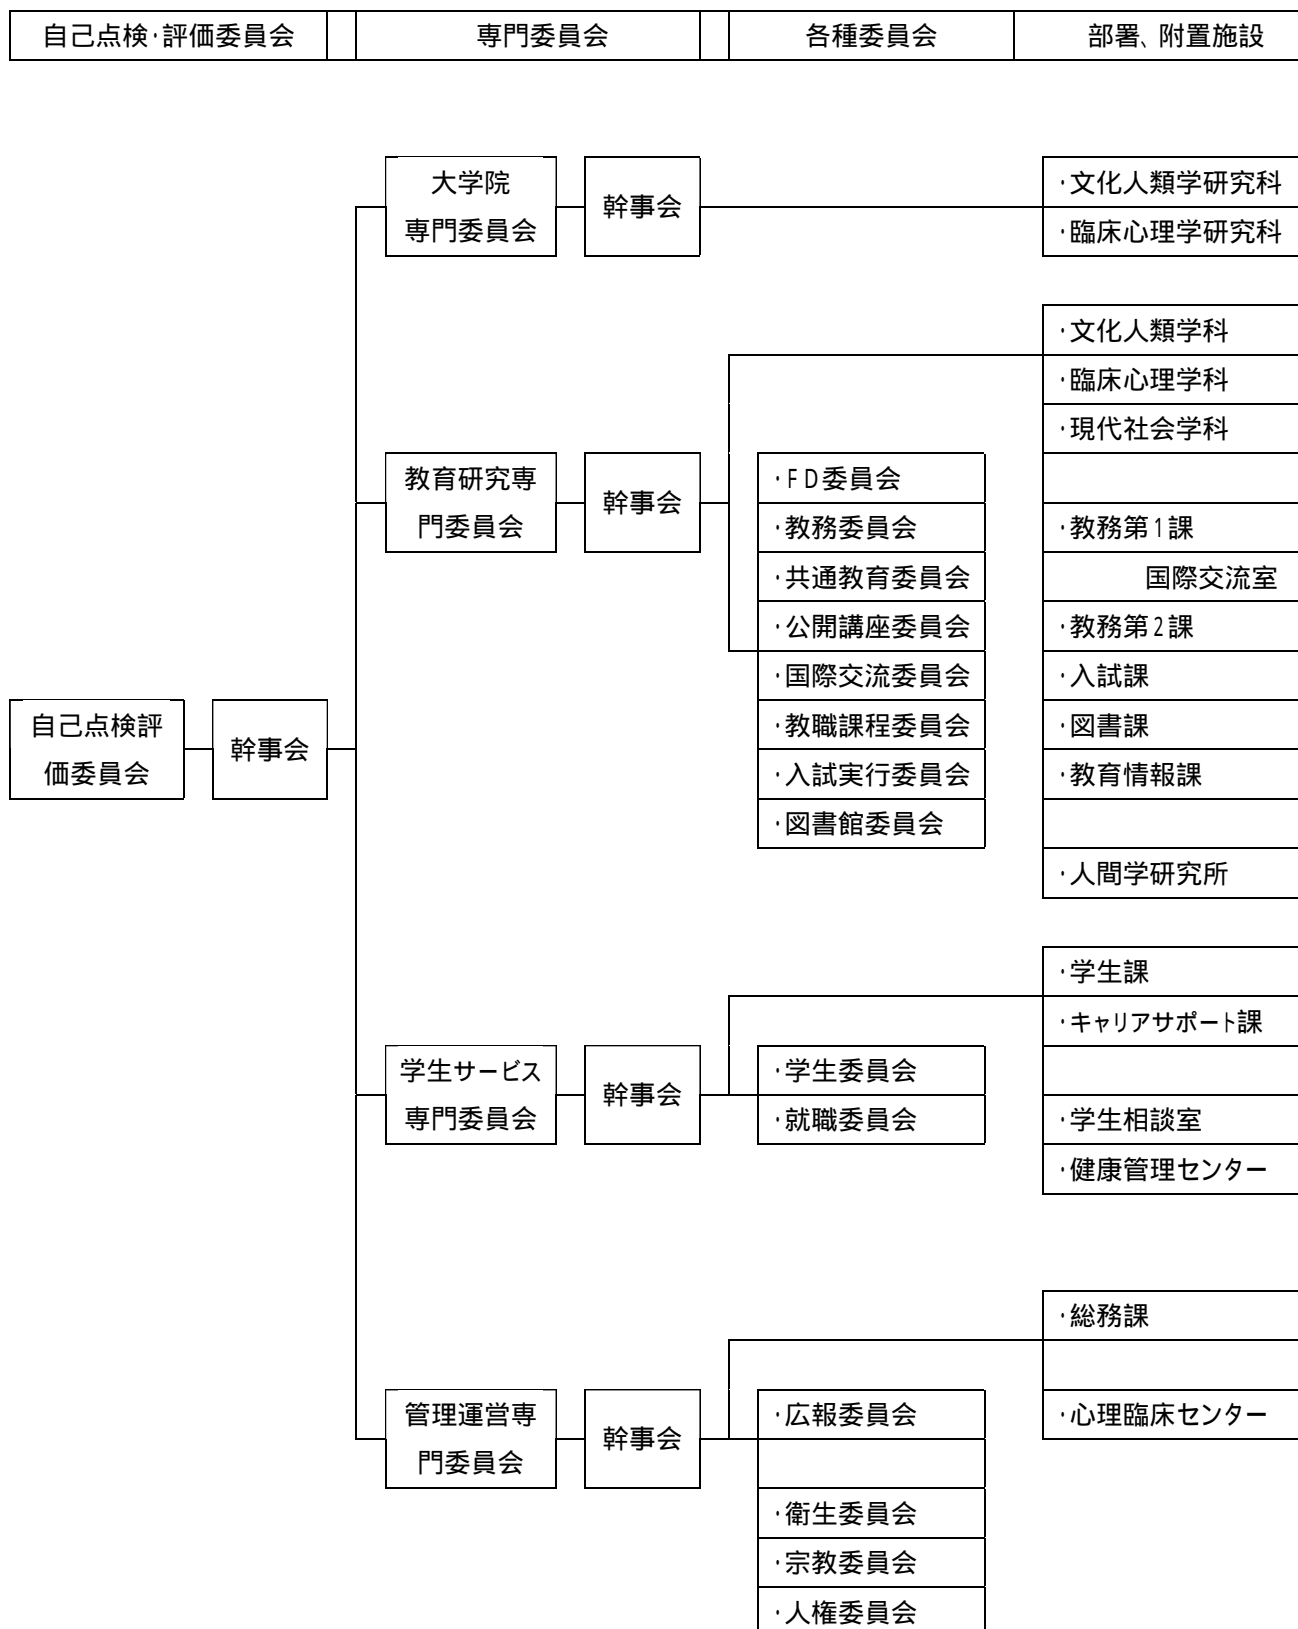 自己点検・評価委員会
専門委員会
各種委員会
部署、附置施設
大学院
専門委員会
幹事会
・文化人類学研究科
・臨床心理学研究科
教育研究専
門委員会
幹事会
・FD委員会
・教務委員会
・共通教育委員会
・公開講座委員会
・国際交流委員会
・教職課程委員会
・入試実行委員会
・図書館委員会
・文化人類学科
・臨床心理学科
・現代社会学科
・教務第1課
国際交流室
・教務第2課
・入試課
・図書課
・教育情報課
・人間学研究所
自己点検評
価委員会
幹事会
学生サービス
専門委員会
幹事会
・学生委員会
・就職委員会
・学生課
・キャリアサポート課
・学生相談室
・健康管理センター
管理運営専
門委員会
幹事会
・広報委員会
・衛生委員会
・宗教委員会
・人権委員会
・総務課
・心理臨床センター